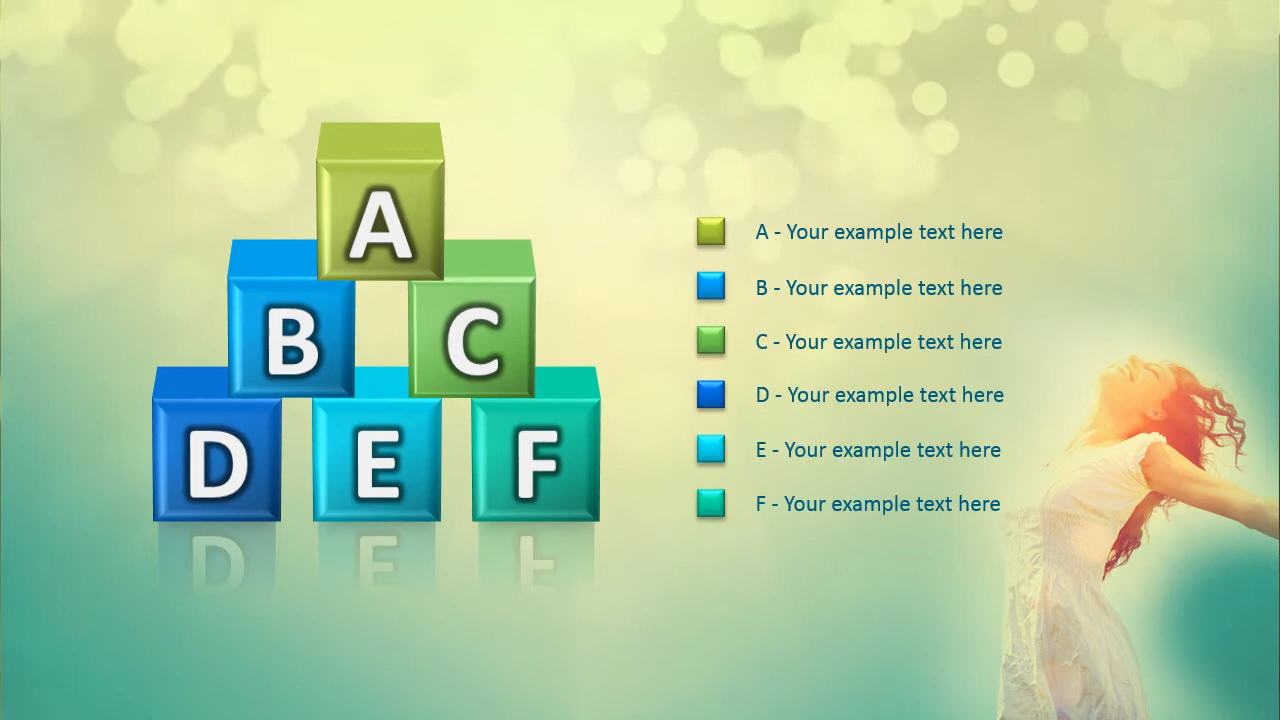 A
B C
D E F
A - Your example text here
B - Your example text here
C - Your example text here
D - Your example text here
E - Your example text here
F - Your example text here